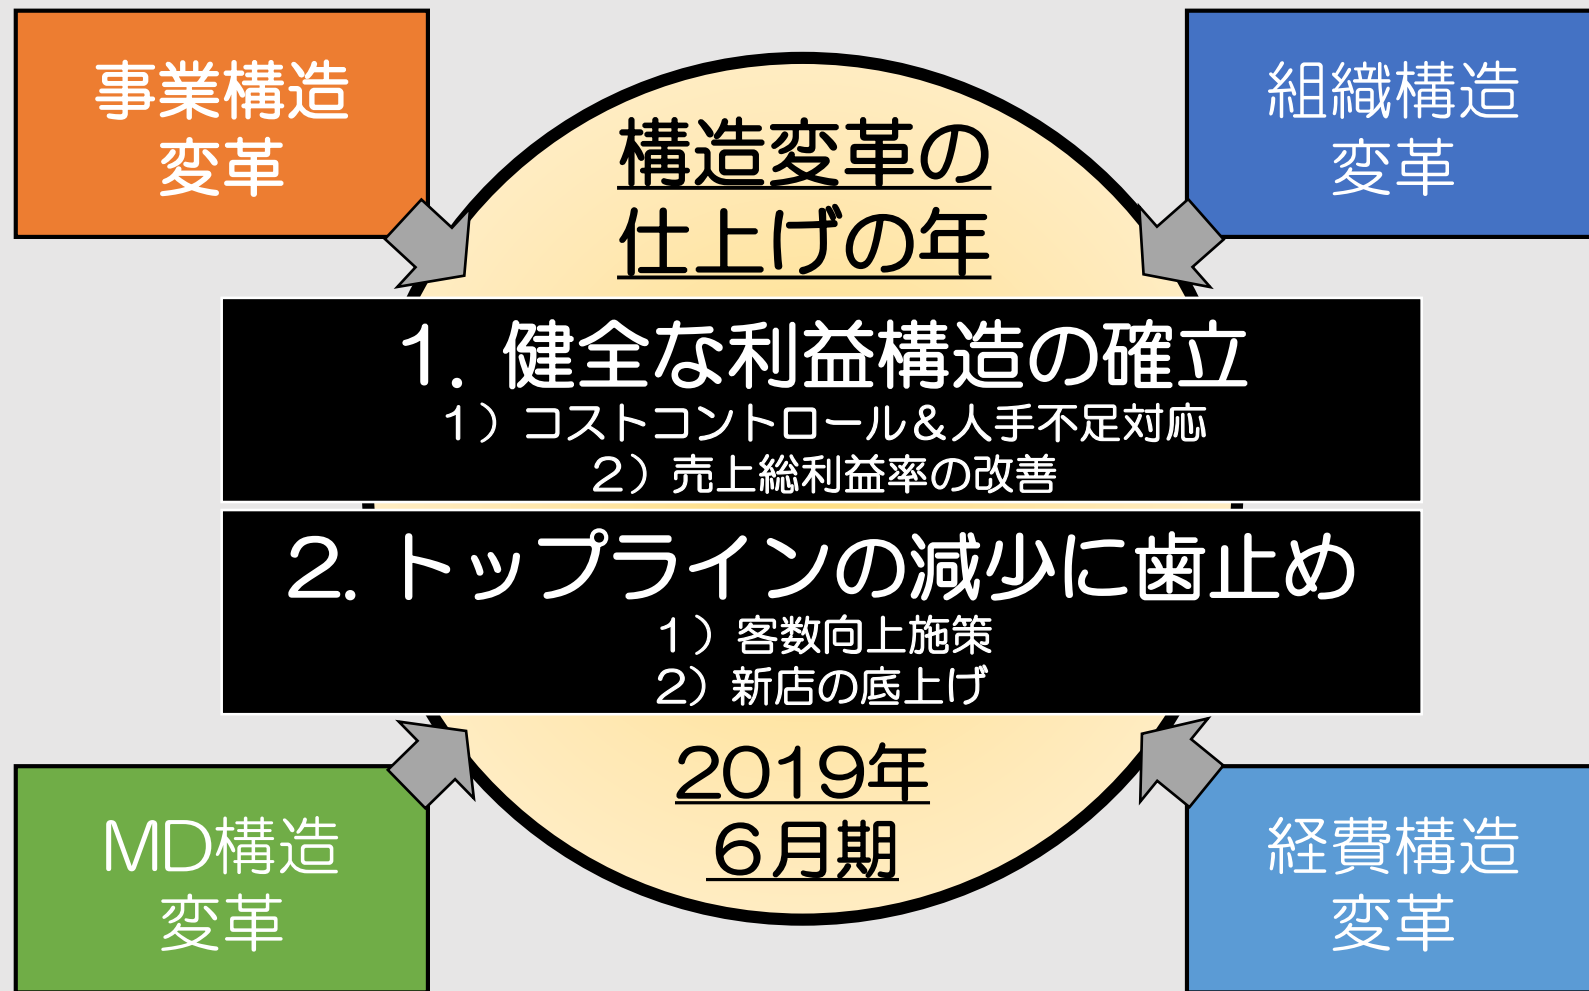 事業構造
変革
組織構造
変革
構造変革の
仕上げの年
1. 健全な利益構造の確立
1）コストコントロール＆人手不足対応
2）売上総利益率の改善
2. トップラインの減少に歯止め
1）客数向上施策
2）新店の底上げ
2019年
6月期
MD構造
変革
経費構造
変革